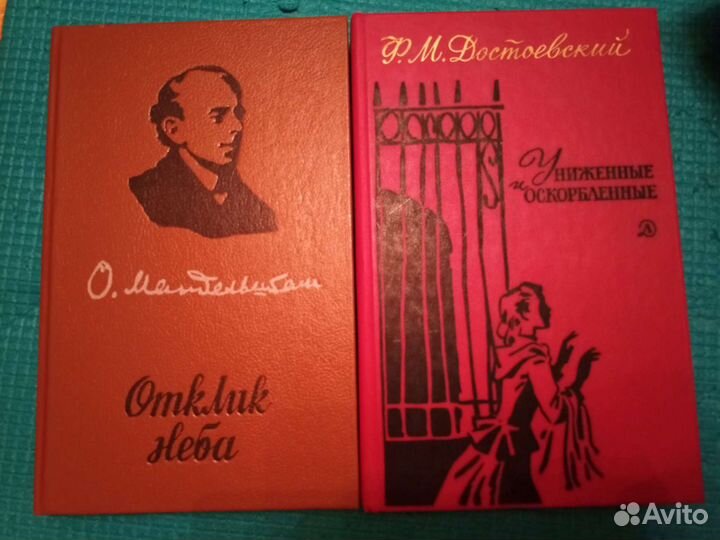 О. Мандельштам
Отклик
неба
Ф. М. Достоевский
Униженные
и оскорбленные
Д
Avito